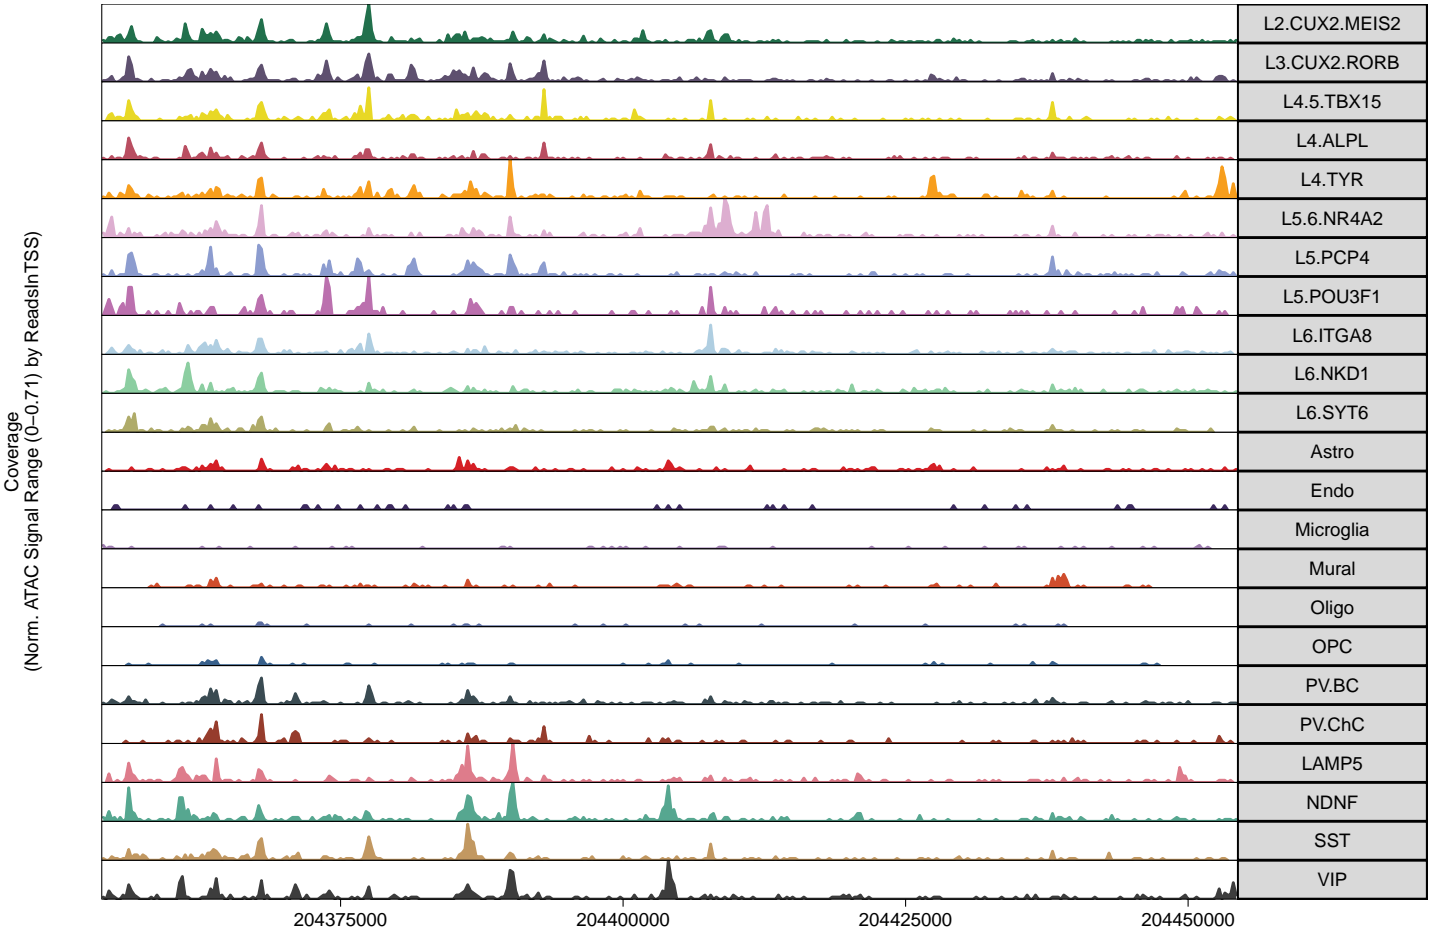 Coverage
(Norm. ATAC Signal Range (0–0.71) by ReadsInTSS)
L2.CUX2.MEIS2
L3.CUX2.RORB
L4.5.TBX15
L4.ALPL
L4.TYR
L5.6.NR4A2
L5.PCP4
L5.POU3F1
L6.ITGA8
L6.NKD1
L6.SYT6
Astro
Endo
Microglia
Mural
Oligo
OPC
PV.BC
PV.ChC
LAMP5
NDNF
SST
VIP
204375000 204400000 204425000 204450000